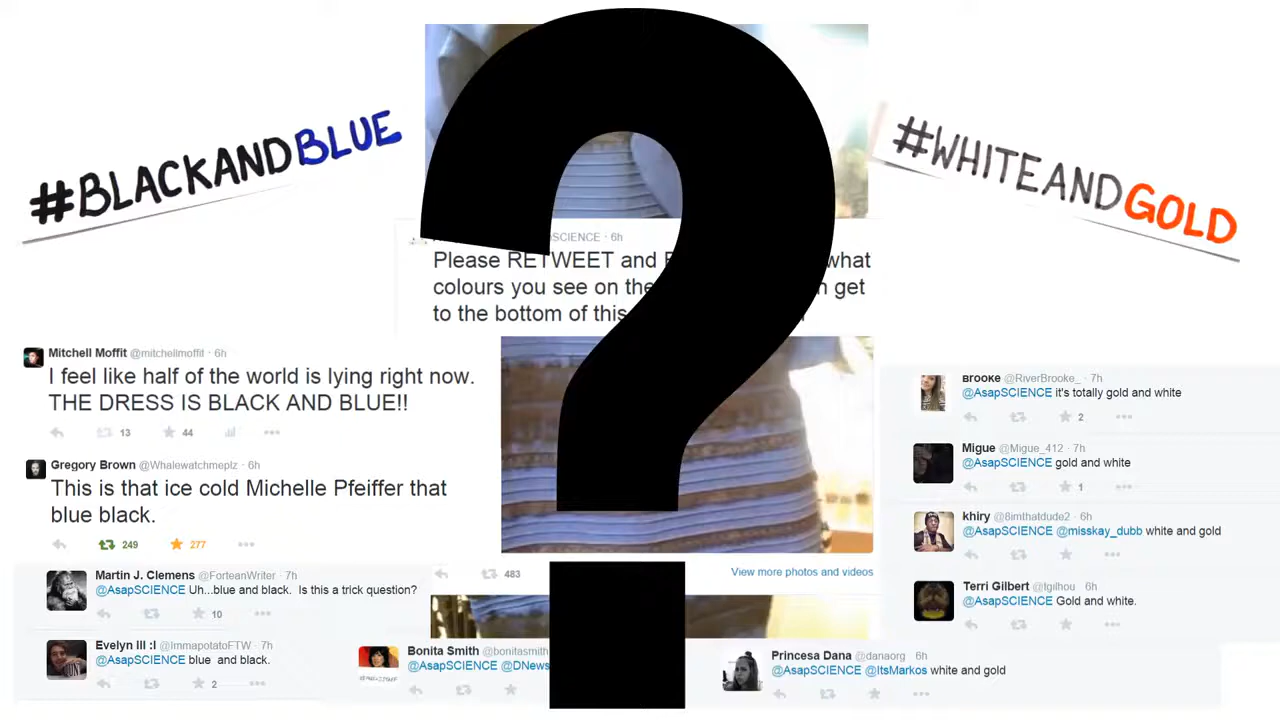 #BLACKANDBLUE
#WHITEANDGOLD
SCIENCE · 6h
Please RETWEET and what
colours you see on the get
to the bottom of this
Mitchell Moffit @mitchellmoffit · 6h
I feel like half of the world is lying right now.
THE DRESS IS BLACK AND BLUE!!
13 44
Gregory Brown @Whalewatchmeplz · 6h
This is that ice cold Michelle Pfeiffer that
blue black.
249 277
Martin J. Clemens @ForteanWriter · 7h
@AsapSCIENCE Uh...blue and black. Is this a trick question?
10
Evelyn III :I @ImmapotatoFTW · 7h
@AsapSCIENCE blue and black.
2
483
View more photos and videos
Bonita Smith @bonitasmith
@AsapSCIENCE @DNews
Brooke @RiverBrooke_ · 7h
@AsapSCIENCE it's totally gold and white
2
Migue @Migue_412 · 7h
@AsapSCIENCE gold and white
1
khiry @8imthatdude2 · 6h
@AsapSCIENCE @misskay_dubb white and gold
Terri Gilbert @tgilhou · 6h
@AsapSCIENCE Gold and white.
Princesa Dana @danaorg · 6h
@AsapSCIENCE @ItsMarkos white and gold
?